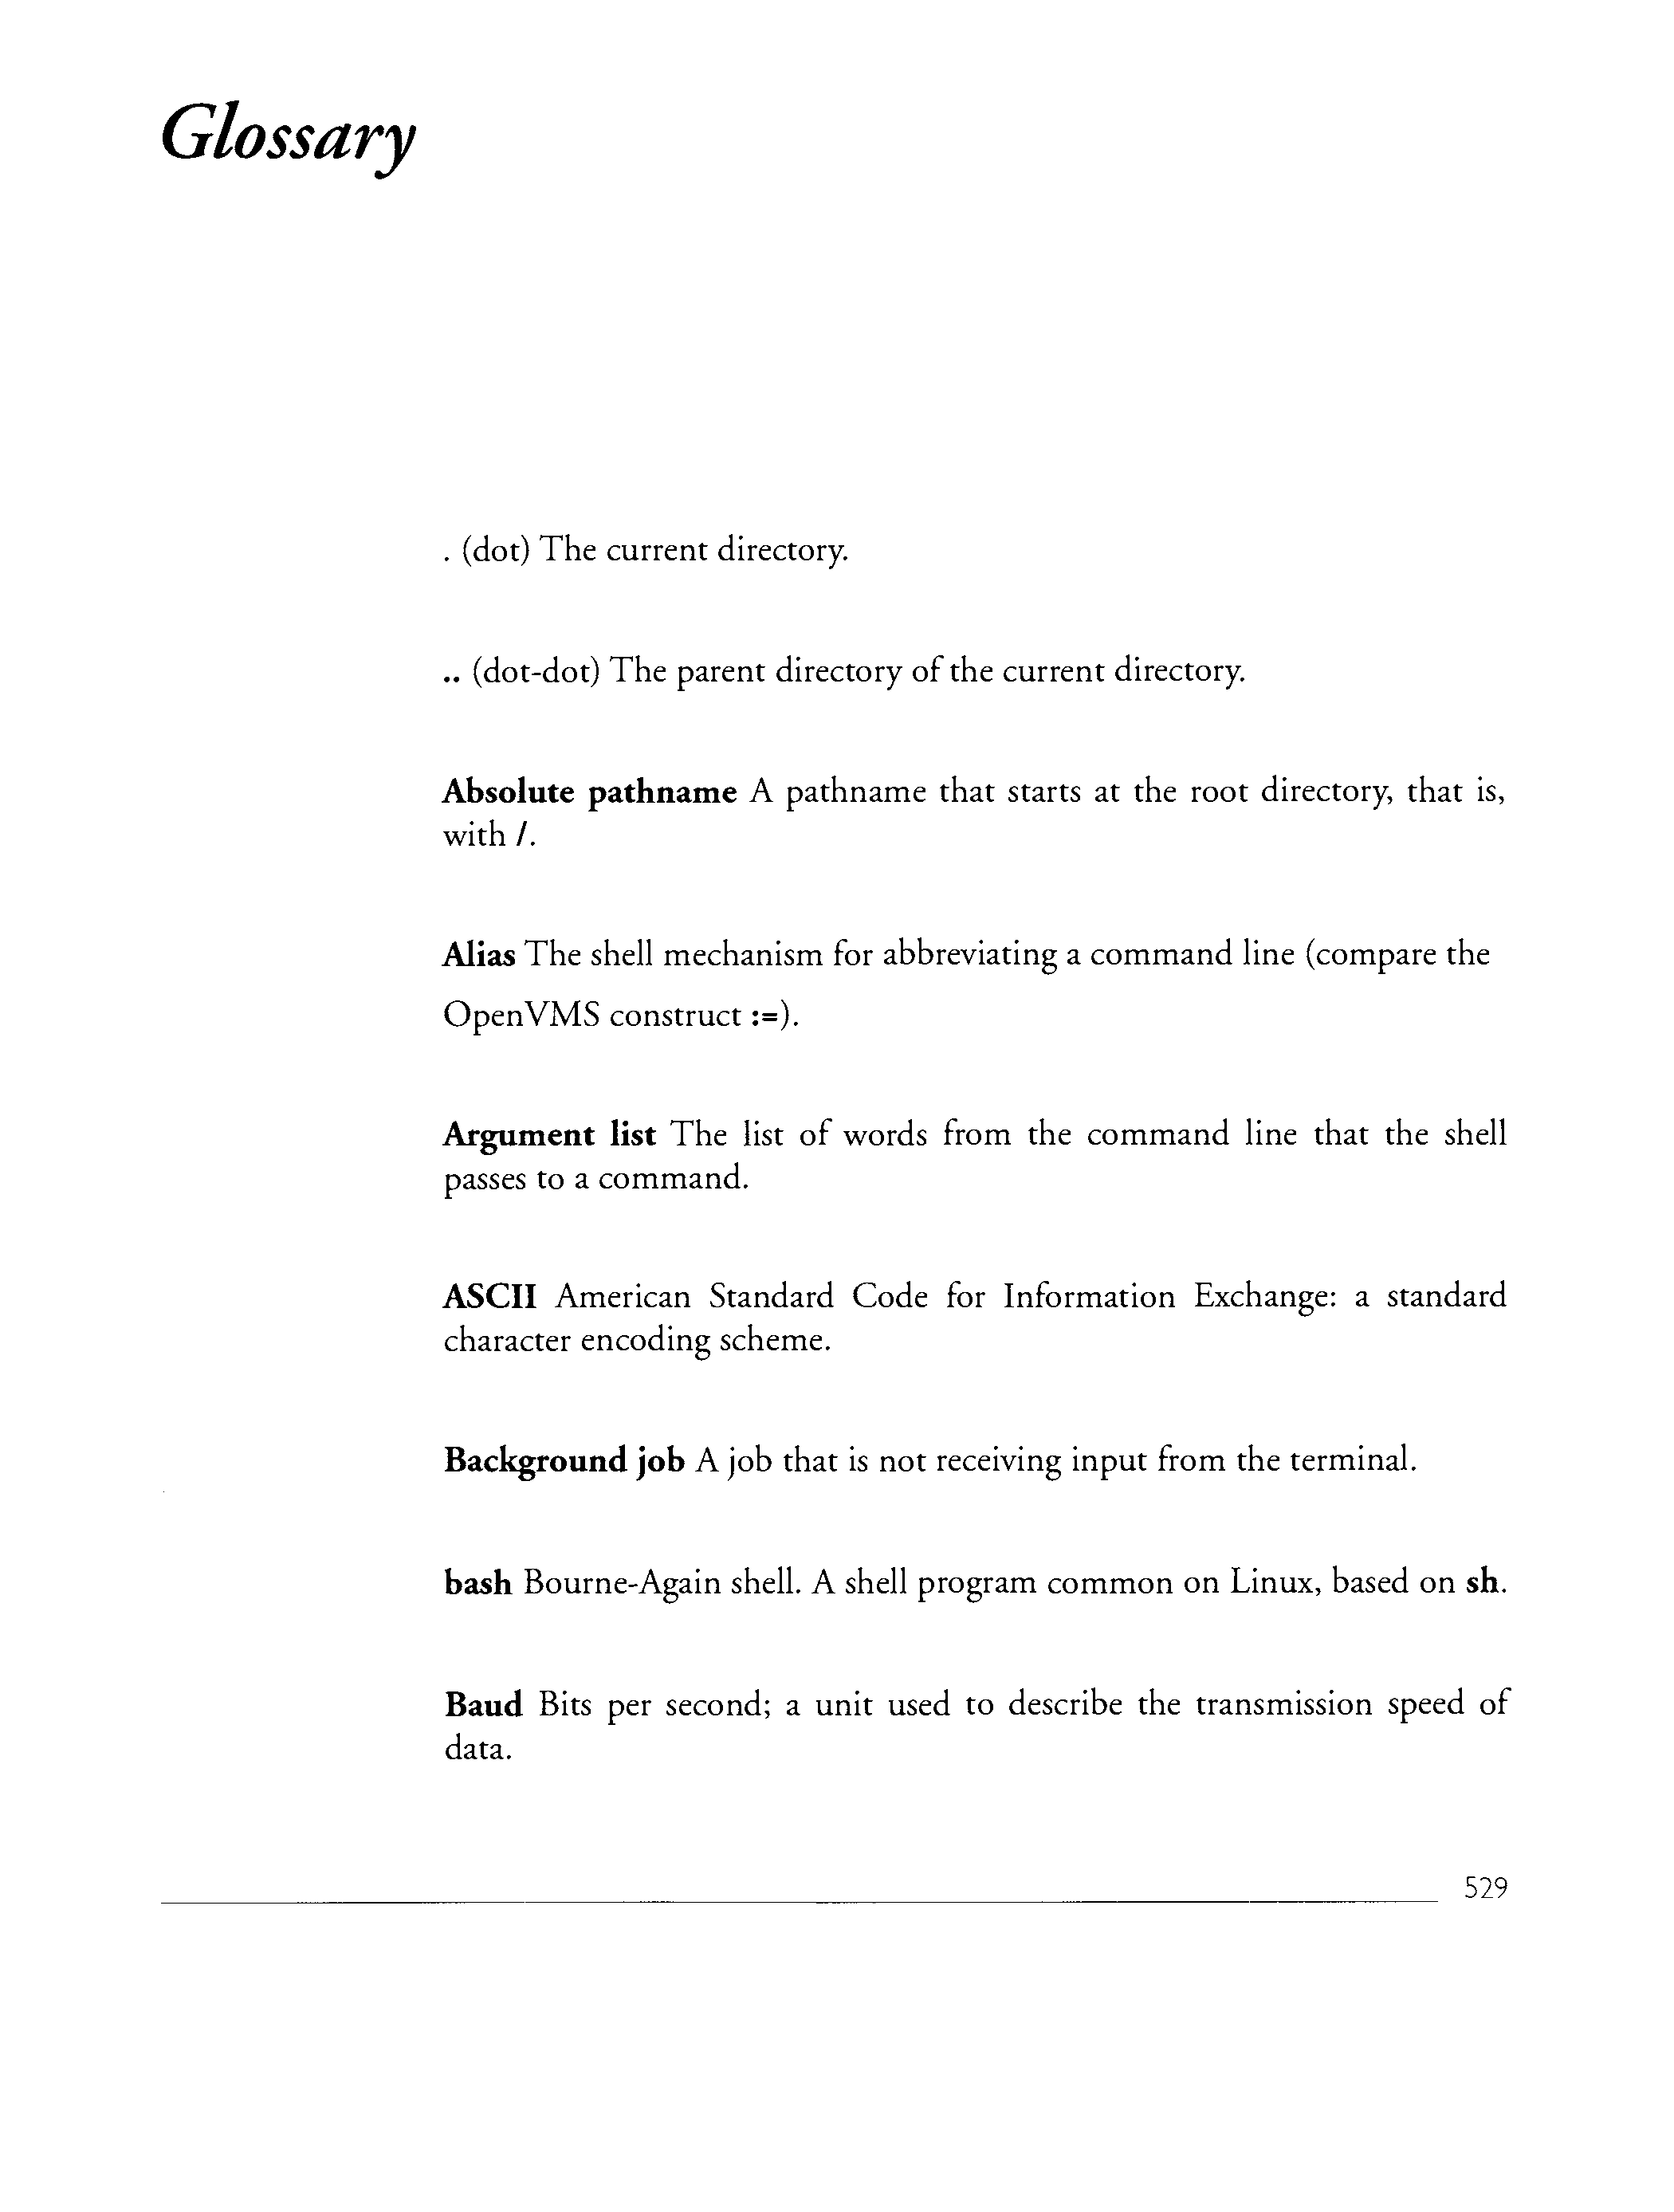 Glossary
. (dot) The current directory.
.. (dot-dot) The parent directory of the current directory.
Absolute pathname A pathname that starts at the root directory, that is,
with /.
Alias The shell mechanism for abbreviating a command line (compare the
OpenVMS construct :=).
Argument list The list of words from the command line that the shell
passes to a command.
ASCII American Standard Code for Information Exchange: a standard
character encoding scheme.
Background job A job that is not receiving input from the terminal.
bash Bourne-Again shell. A shell program common on Linux, based on sh.
Baud Bits per second; a unit used to describe the transmission speed of
data.
529